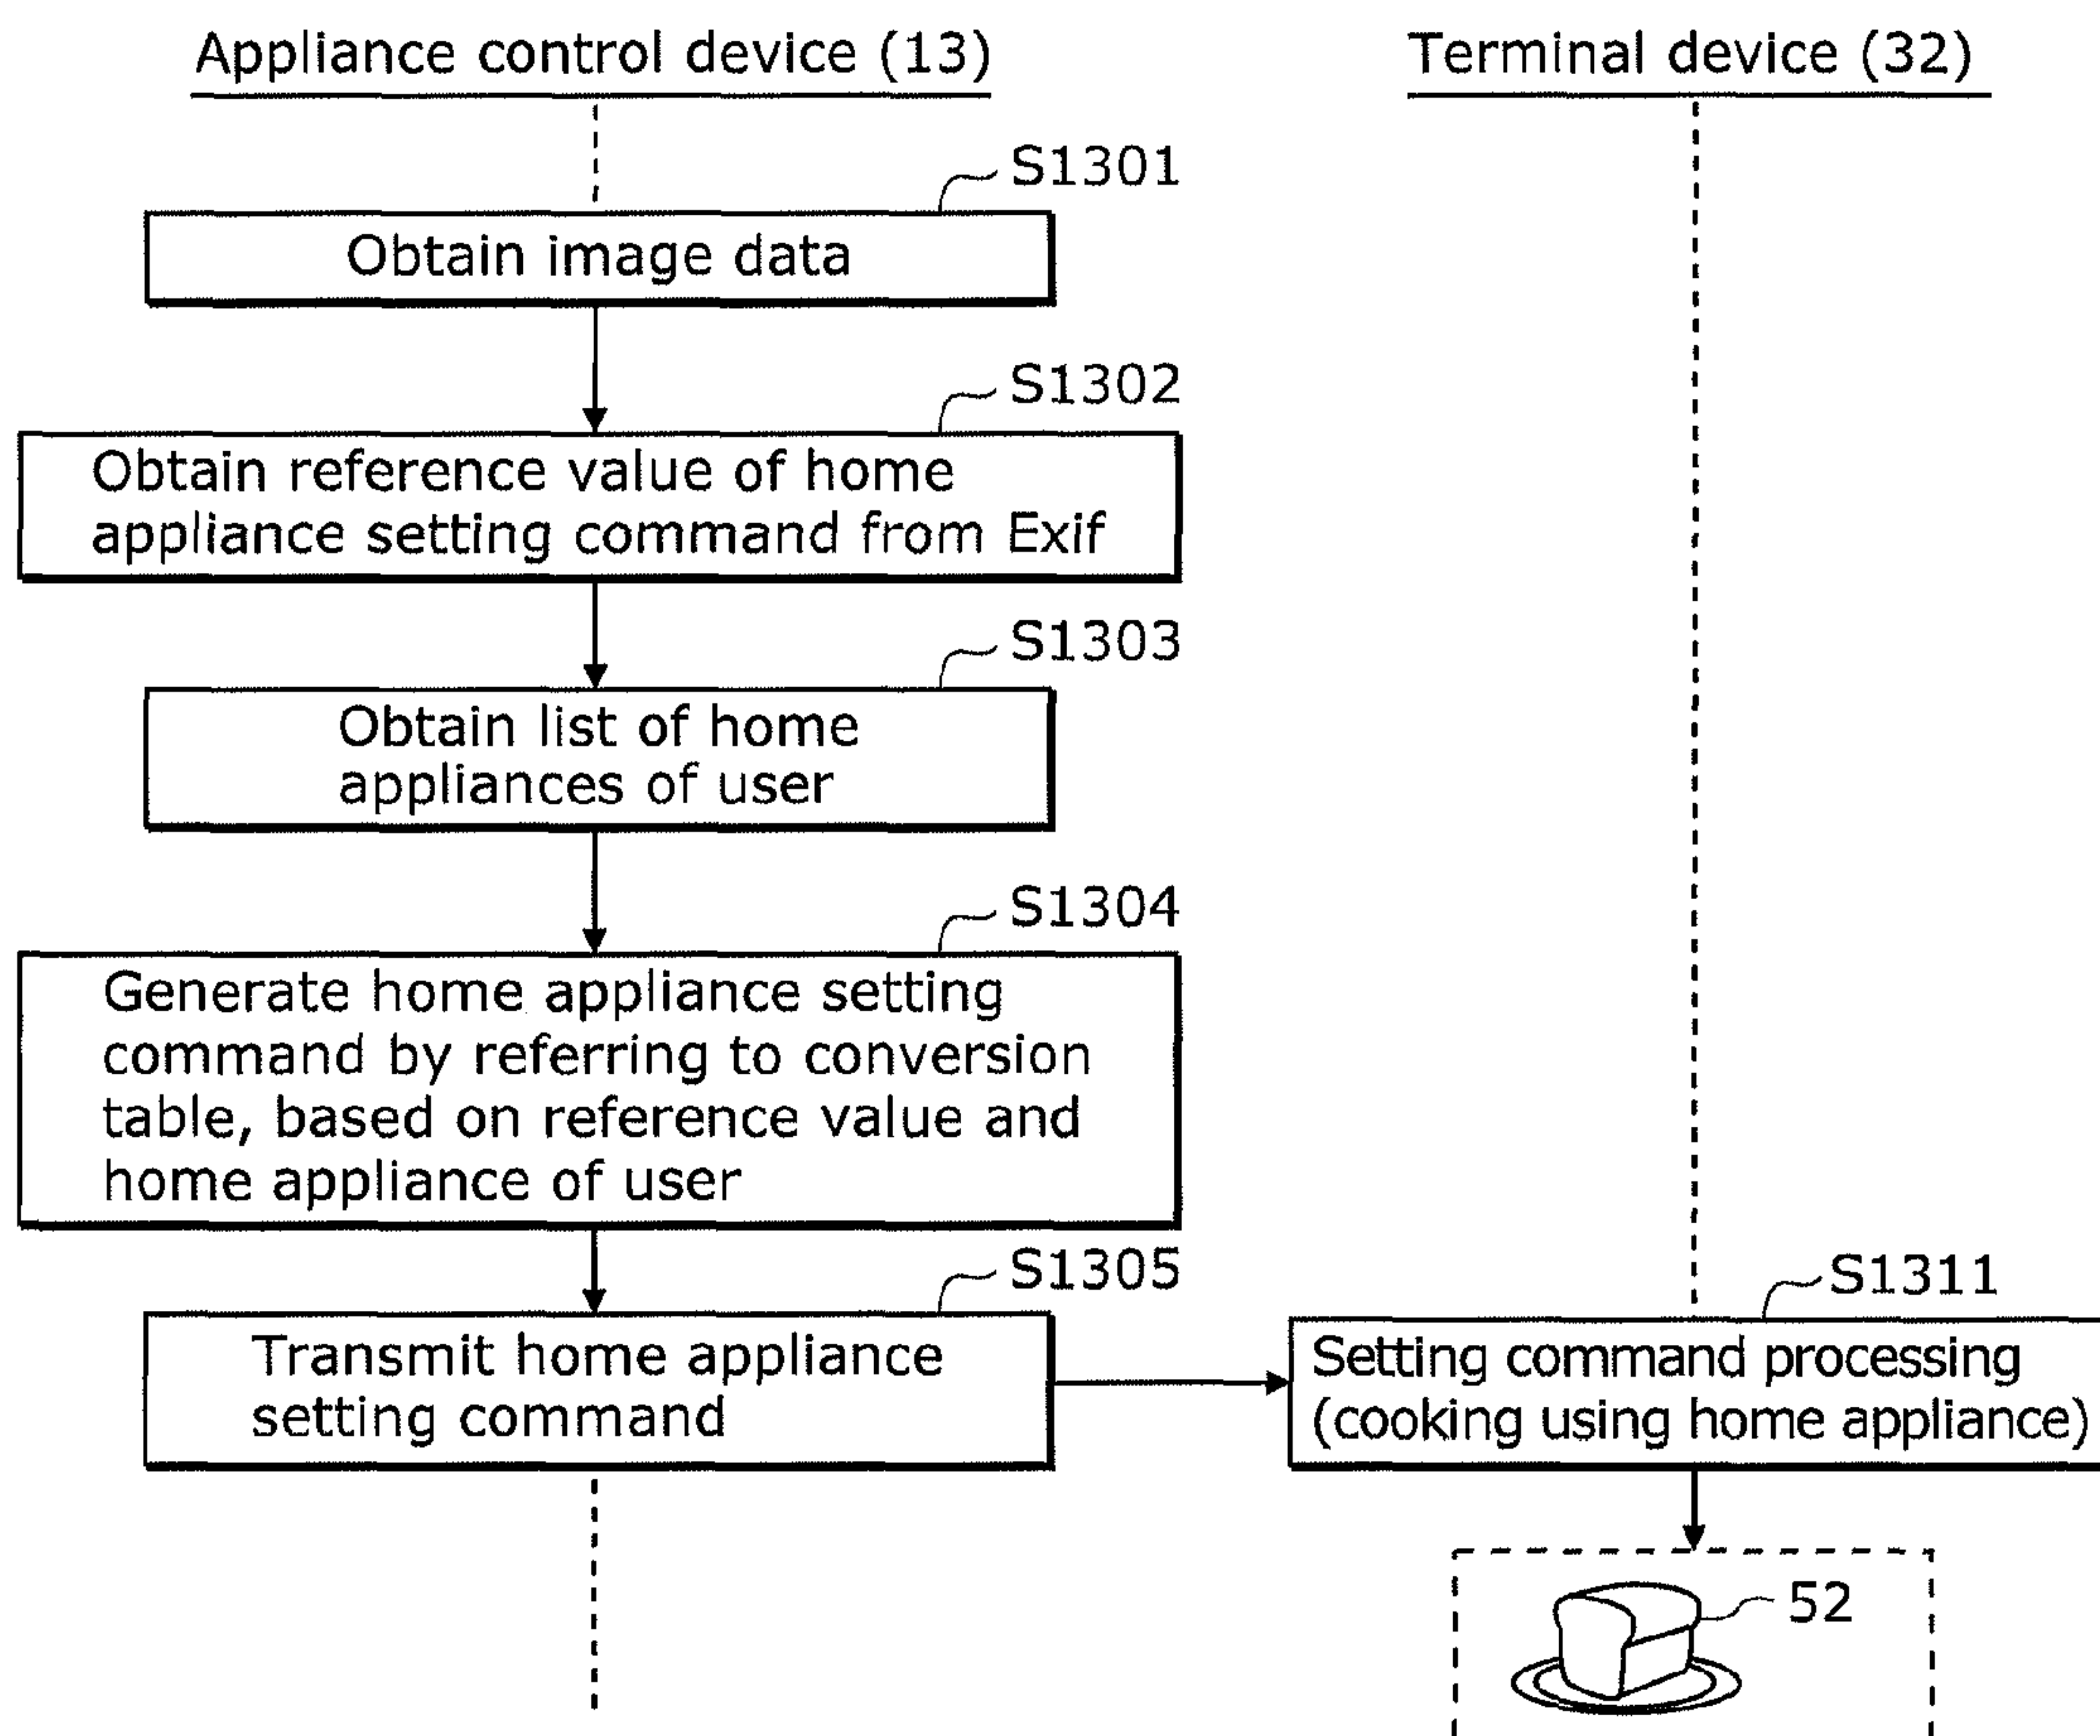 Appliance control device (13)
Terminal device (32)
S1301
Obtain image data
S1302
Obtain reference value of home
appliance setting command from Exif
S1303
Obtain list of home
appliances of user
S1304
Generate home appliance setting
command by referring to conversion
table, based on reference value and
home appliance of user
S1305
Transmit home appliance
setting command
S1311
Setting command processing
(cooking using home appliance)
52